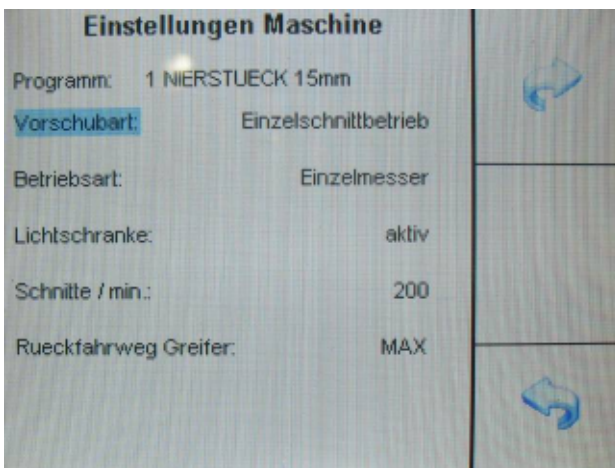 Einstellungen Maschine
Programm: 1 NIERSTUECK 15mm
Vorschubart: Einzelschnittbetrieb
Betriebsart: Einzelmesser
Lichtschranke: aktiv
Schnitte / min.: 200
Rueckfahrweg Greifer: MAX